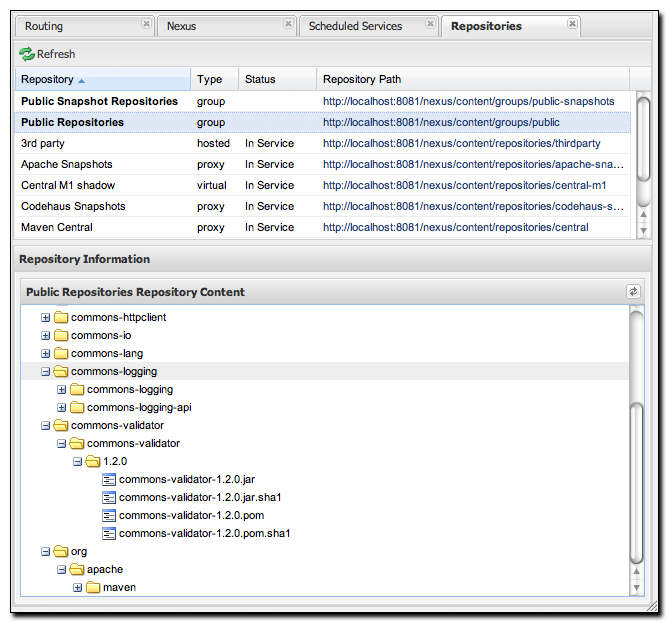 Routing Nexus Scheduled Services Repositories
Refresh
Repository Type Status Repository Path
Public Snapshot Repositories group http://localhost:8081/nexus/content/groups/public-snapshots
Public Repositories group http://localhost:8081/nexus/content/groups/public
3rd party hosted In Service http://localhost:8081/nexus/content/repositories/thirdparty
Apache Snapshots proxy In Service http://localhost:8081/nexus/content/repositories/apache-sna...
Central M1 shadow virtual In Service http://localhost:8081/nexus/content/repositories/central-m1
Codehaus Snapshots proxy In Service http://localhost:8081/nexus/content/repositories/codehaus-s...
Maven Central proxy In Service http://localhost:8081/nexus/content/repositories/central
Repository Information
Public Repositories Repository Content
commons-httpclient
commons-io
commons-lang
commons-logging
commons-logging
commons-logging-api
commons-validator
commons-validator
1.2.0
commons-validator-1.2.0.jar
commons-validator-1.2.0.jar.sha1
commons-validator-1.2.0.pom
commons-validator-1.2.0.pom.sha1
org
apache
maven